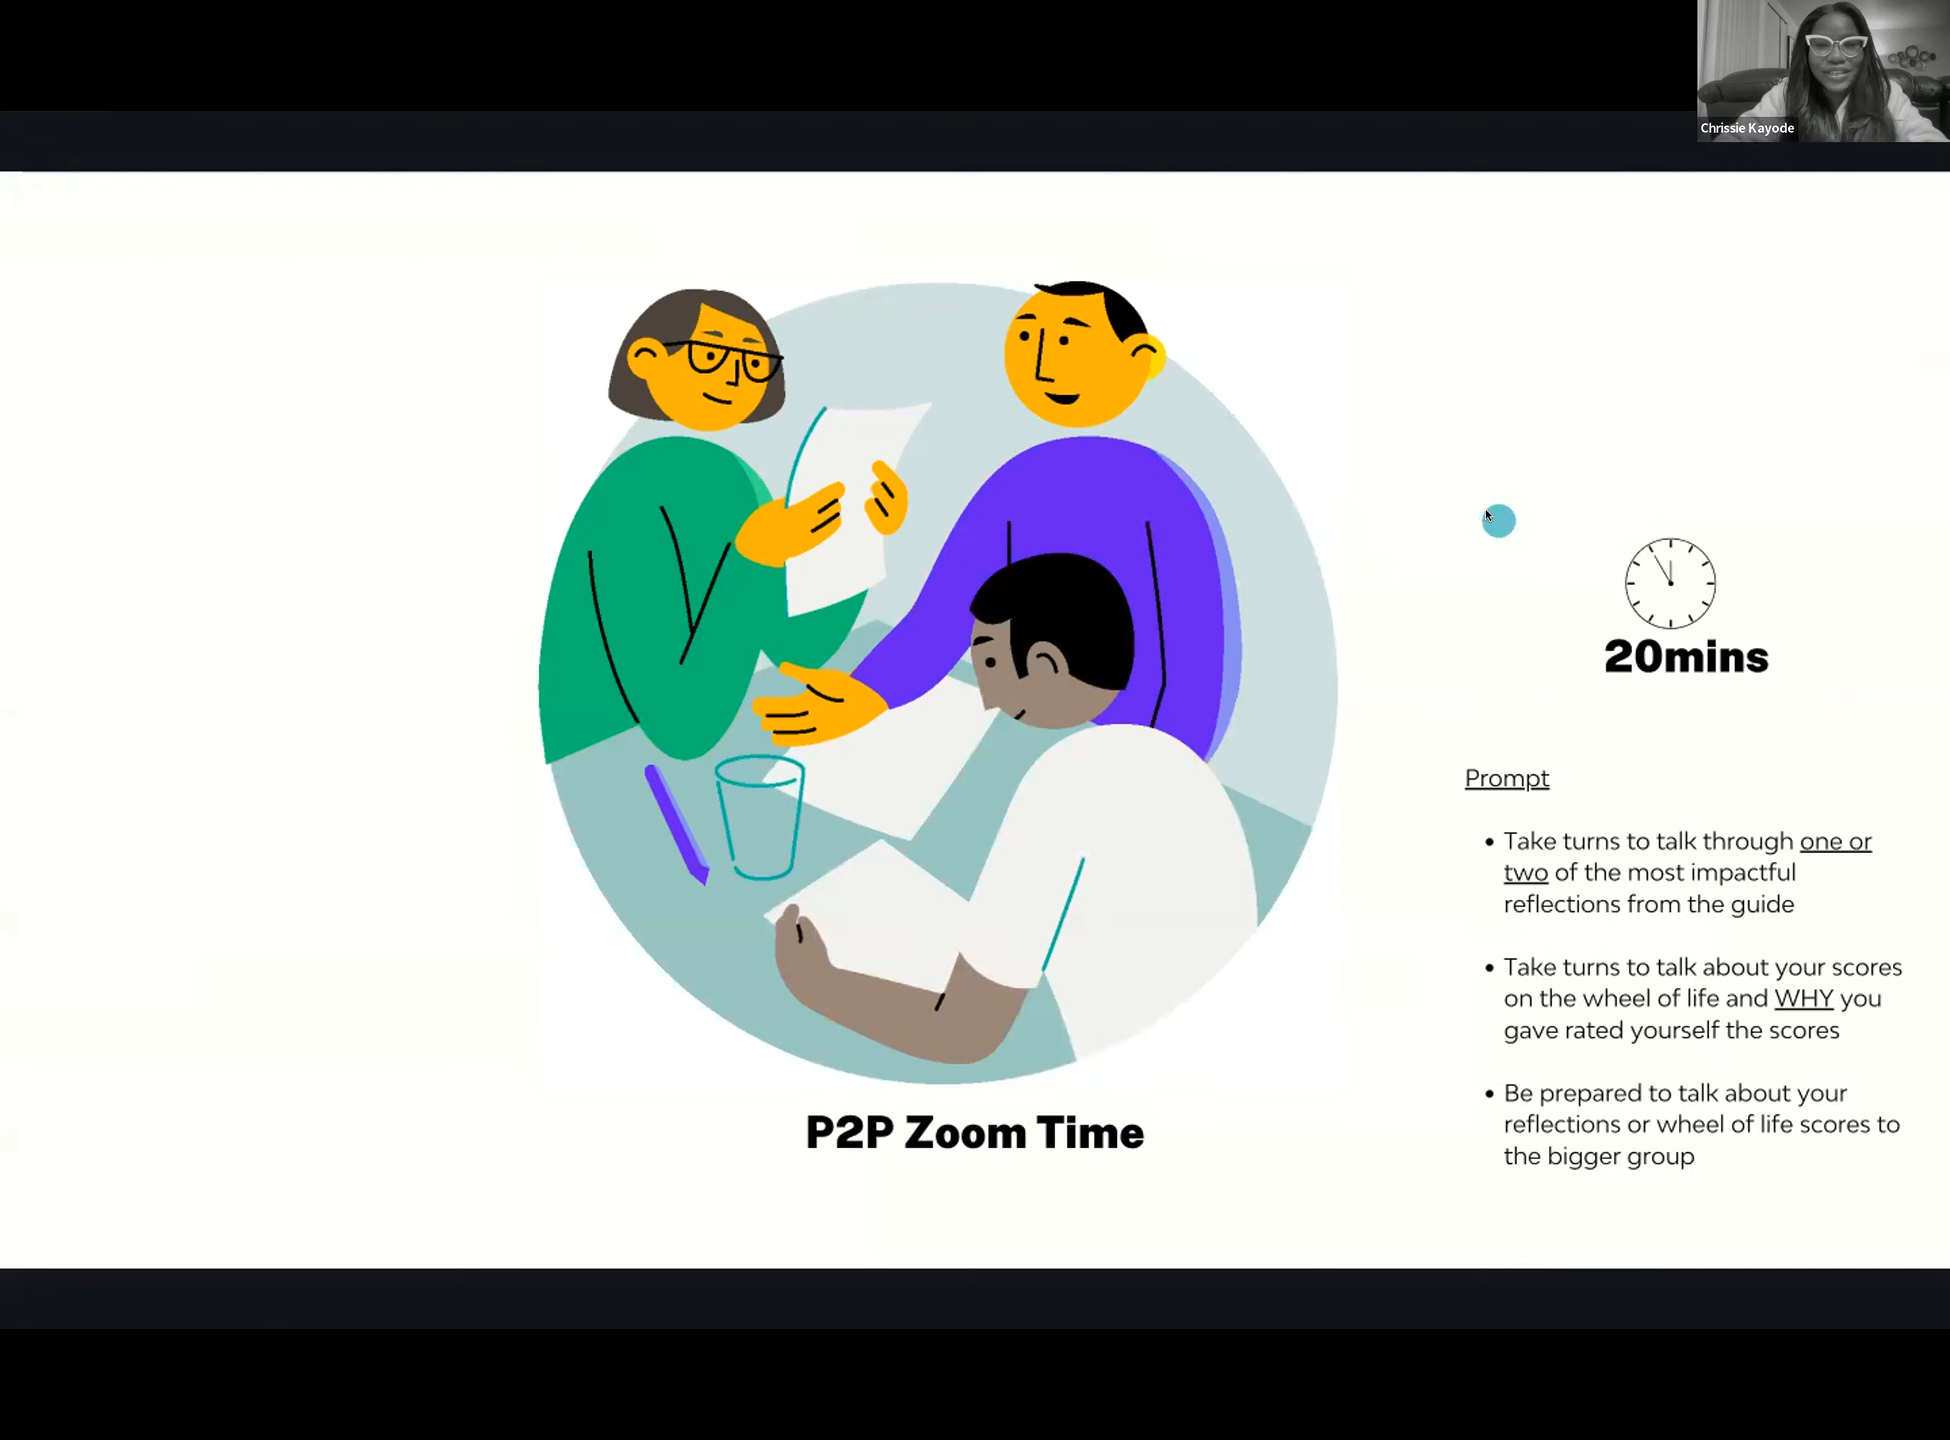 Chrissie Kayode
20mins
Prompt
Take turns to talk through one or
two of the most impactful
reflections from the guide
Take turns to talk about your scores
on the wheel of life and WHY you
gave rated yourself the scores
Be prepared to talk about your
reflections or wheel of life scores to
the bigger group
P2P Zoom Time